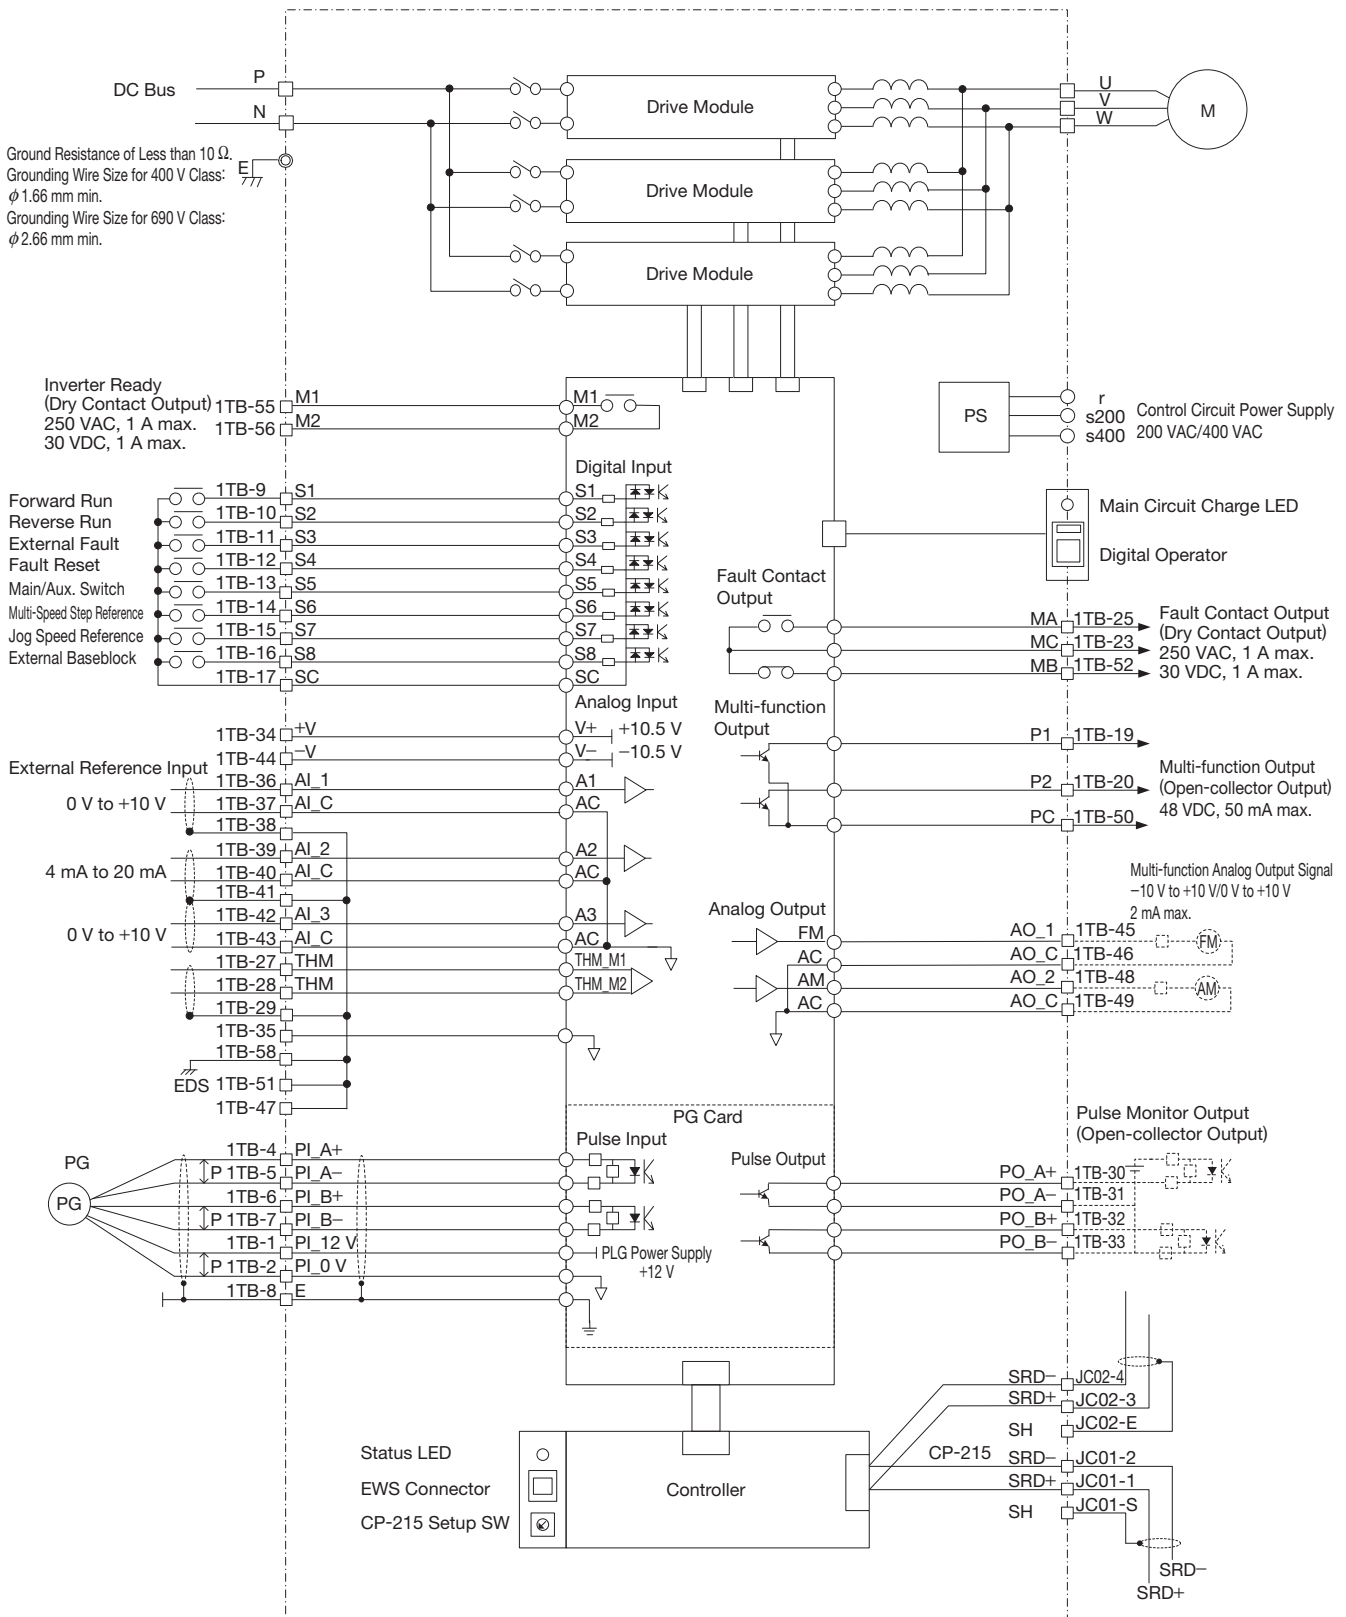 DC Bus
P
N
Drive Module
U
V
W
M
Ground Resistance of Less than 10 Ω.
Grounding Wire Size for 400 V Class:
φ1.66 mm min.
Grounding Wire Size for 690 V Class:
φ2.66 mm min.
E
Drive Module
Drive Module
Inverter Ready
(Dry Contact Output)
250 VAC, 1 A max.
30 VDC, 1 A max.
1TB-55 M1 M1
1TB-56 M2 M2
PS
r
s200
s400
Control Circuit Power Supply
200 VAC/400 VAC
Digital Input
Forward Run 1TB-9 S1 S1
Reverse Run 1TB-10 S2 S2
External Fault 1TB-11 S3 S3
Fault Reset 1TB-12 S4 S4
Main/Aux. Switch 1TB-13 S5 S5
Multi-Speed Step Reference 1TB-14 S6 S6
Jog Speed Reference 1TB-15 S7 S7
External Baseblock 1TB-16 S8 S8
1TB-17 SC SC
Main Circuit Charge LED
Digital Operator
Fault Contact
Output
MA 1TB-25
MC 1TB-23
MB 1TB-52
Fault Contact Output
(Dry Contact Output)
250 VAC, 1 A max.
30 VDC, 1 A max.
Analog Input
1TB-34 +V V+ +10.5 V
1TB-44 −V V− −10.5 V
External Reference Input
0 V to +10 V
1TB-36 AI_1 A1
1TB-37 AI_C AC
1TB-38
4 mA to 20 mA
1TB-39 AI_2 A2
1TB-40 AI_C AC
1TB-41
0 V to +10 V
1TB-42 AI_3 A3
1TB-43 AI_C AC
1TB-27 THM THM_M1
1TB-28 THM THM_M2
1TB-29
1TB-35
1TB-58
EDS 1TB-51
1TB-47
Multi-function
Output
P1 1TB-19
P2 1TB-20
PC 1TB-50
Multi-function Output
(Open-collector Output)
48 VDC, 50 mA max.
Multi-function Analog Output Signal
−10 V to +10 V/0 V to +10 V
2 mA max.
Analog Output
FM AO_1 1TB-45 FM
AC AO_C 1TB-46
AM AO_2 1TB-48 AM
AC AO_C 1TB-49
PG Card
Pulse Input
PG
PG
1TB-4 PI_A+
P 1TB-5 PI_A−
1TB-6 PI_B+
P 1TB-7 PI_B−
1TB-1 PI_12 V
P 1TB-2 PI_0 V
1TB-8 E
PLG Power Supply
+12 V
Pulse Output
Pulse Monitor Output
(Open-collector Output)
PO_A+ 1TB-30
PO_A− 1TB-31
PO_B+ 1TB-32
PO_B− 1TB-33
Status LED
EWS Connector
CP-215 Setup SW
Controller
CP-215
SRD− JC02-4
SRD+ JC02-3
SH JC02-E
SRD− JC01-2
SRD+ JC01-1
SH JC01-S
SRD−
SRD+